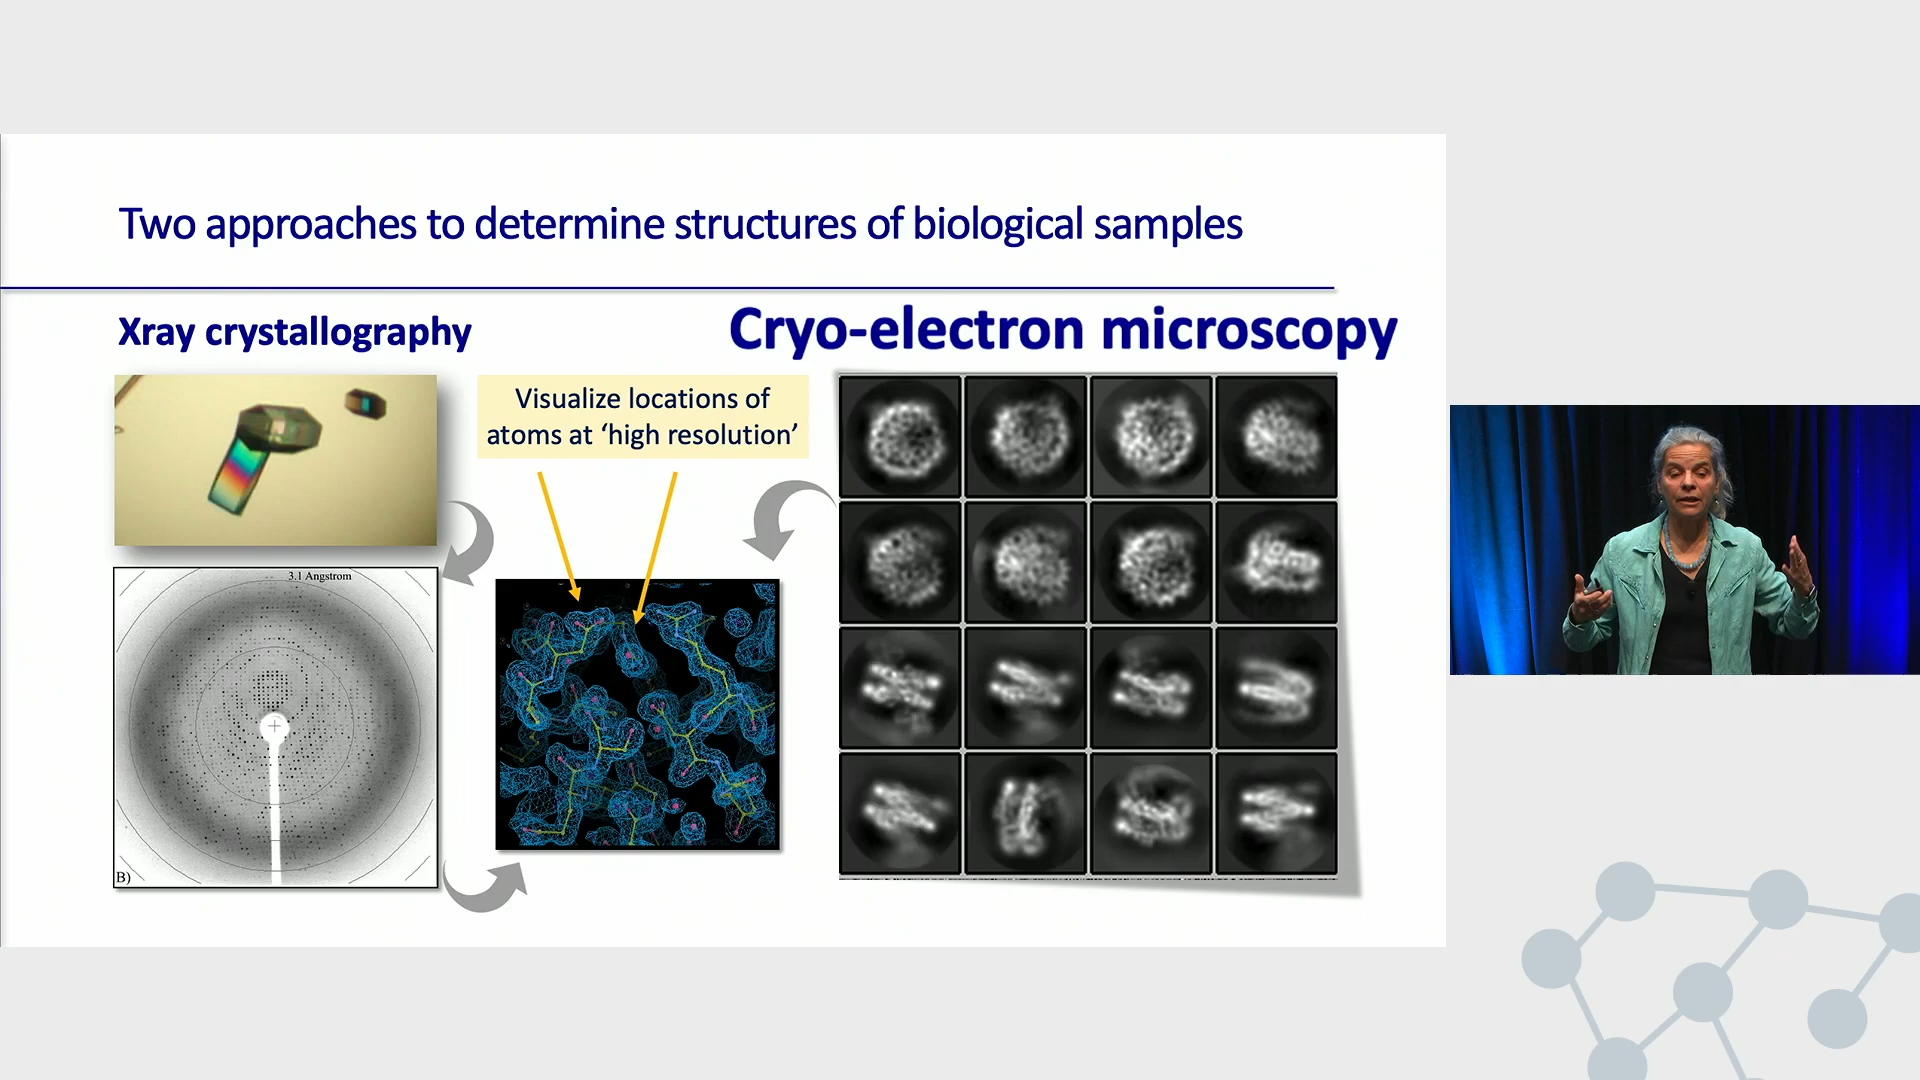 Two approaches to determine structures of biological samples
Xray crystallography
Cryo-electron microscopy
Visualize locations of
atoms at ‘high resolution’
3.1 Angstrom
B)